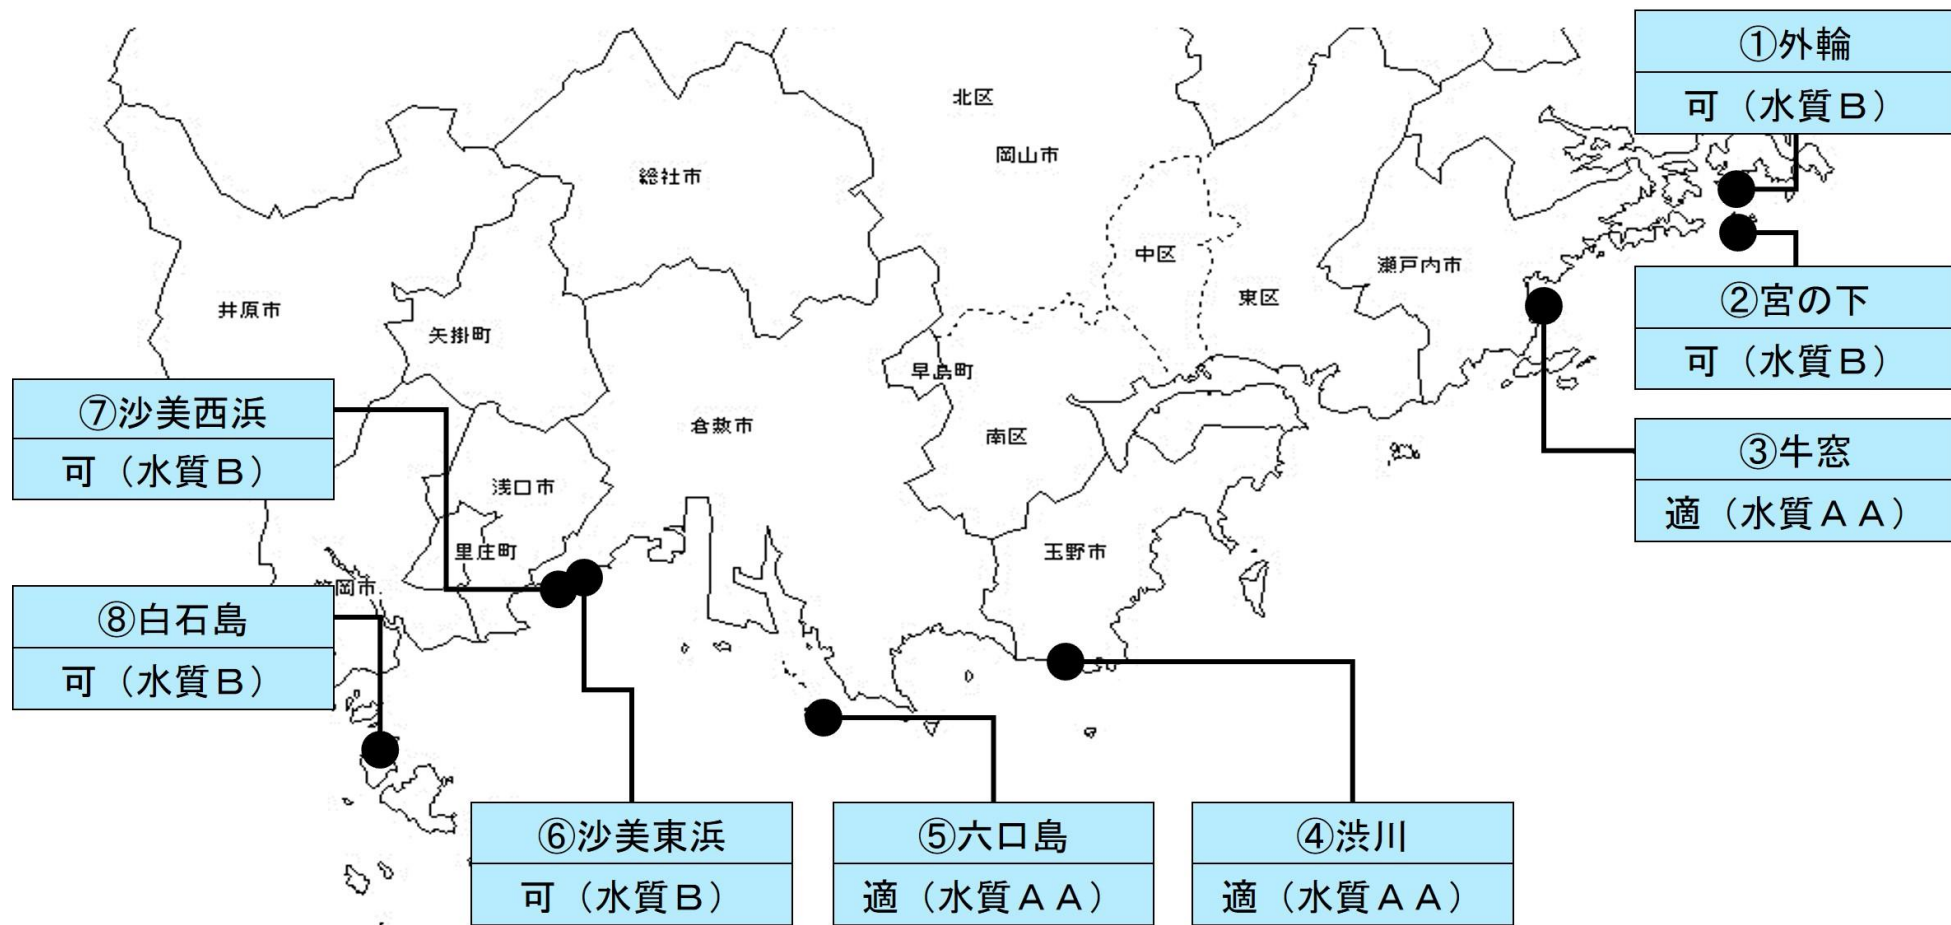 ①外輪
可（水質Ｂ）
北区
岡山市
総社市
中区
瀬戸内市
東区
②宮の下
可（水質Ｂ）
井原市
矢掛町
早島町
⑦沙美西浜
可（水質Ｂ）
倉敷市
南区
③牛窓
適（水質ＡＡ）
浅口市
里庄町
玉野市
岡市
⑧白石島
可（水質Ｂ）
⑥沙美東浜
可（水質Ｂ）
⑤六口島
適（水質ＡＡ）
④渋川
適（水質ＡＡ）